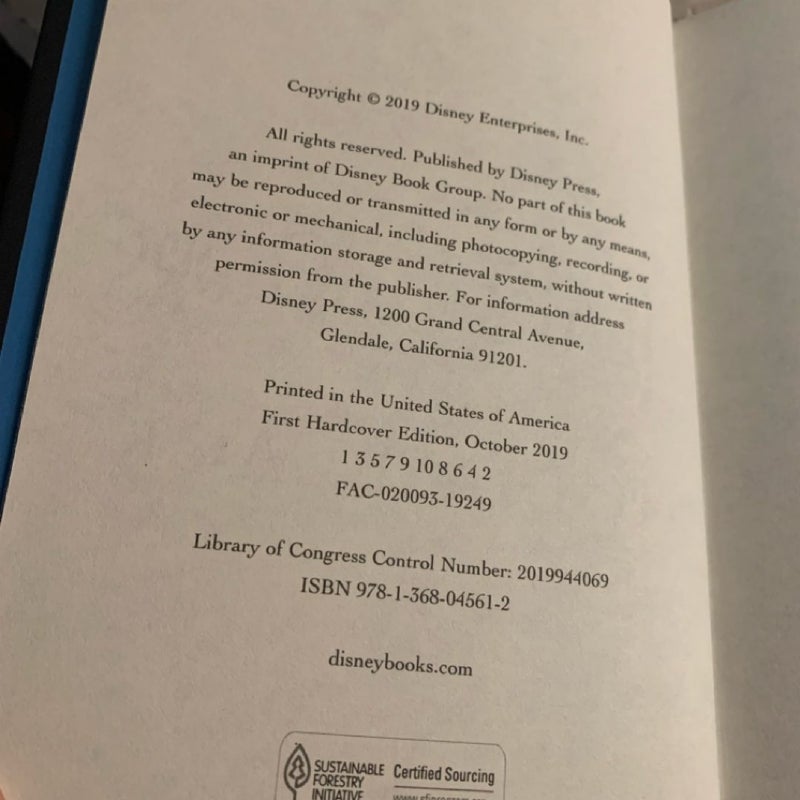 Copyright © 2019 Disney Enterprises, Inc.
All rights reserved. Published by Disney Press,
an imprint of Disney Book Group. No part of this book
may be reproduced or transmitted in any form or by any means,
electronic or mechanical, including photocopying, recording, or
by any information storage and retrieval system, without written
permission from the publisher. For information address
Disney Press, 1200 Grand Central Avenue,
Glendale, California 91201.
Printed in the United States of America
First Hardcover Edition, October 2019
1 3 5 7 9 10 8 6 4 2
FAC-020093-19249
Library of Congress Control Number: 2019944069
ISBN 978-1-368-04561-2
disneybooks.com
SUSTAINABLE
FORESTRY
INITIATIVE
Certified Sourcing